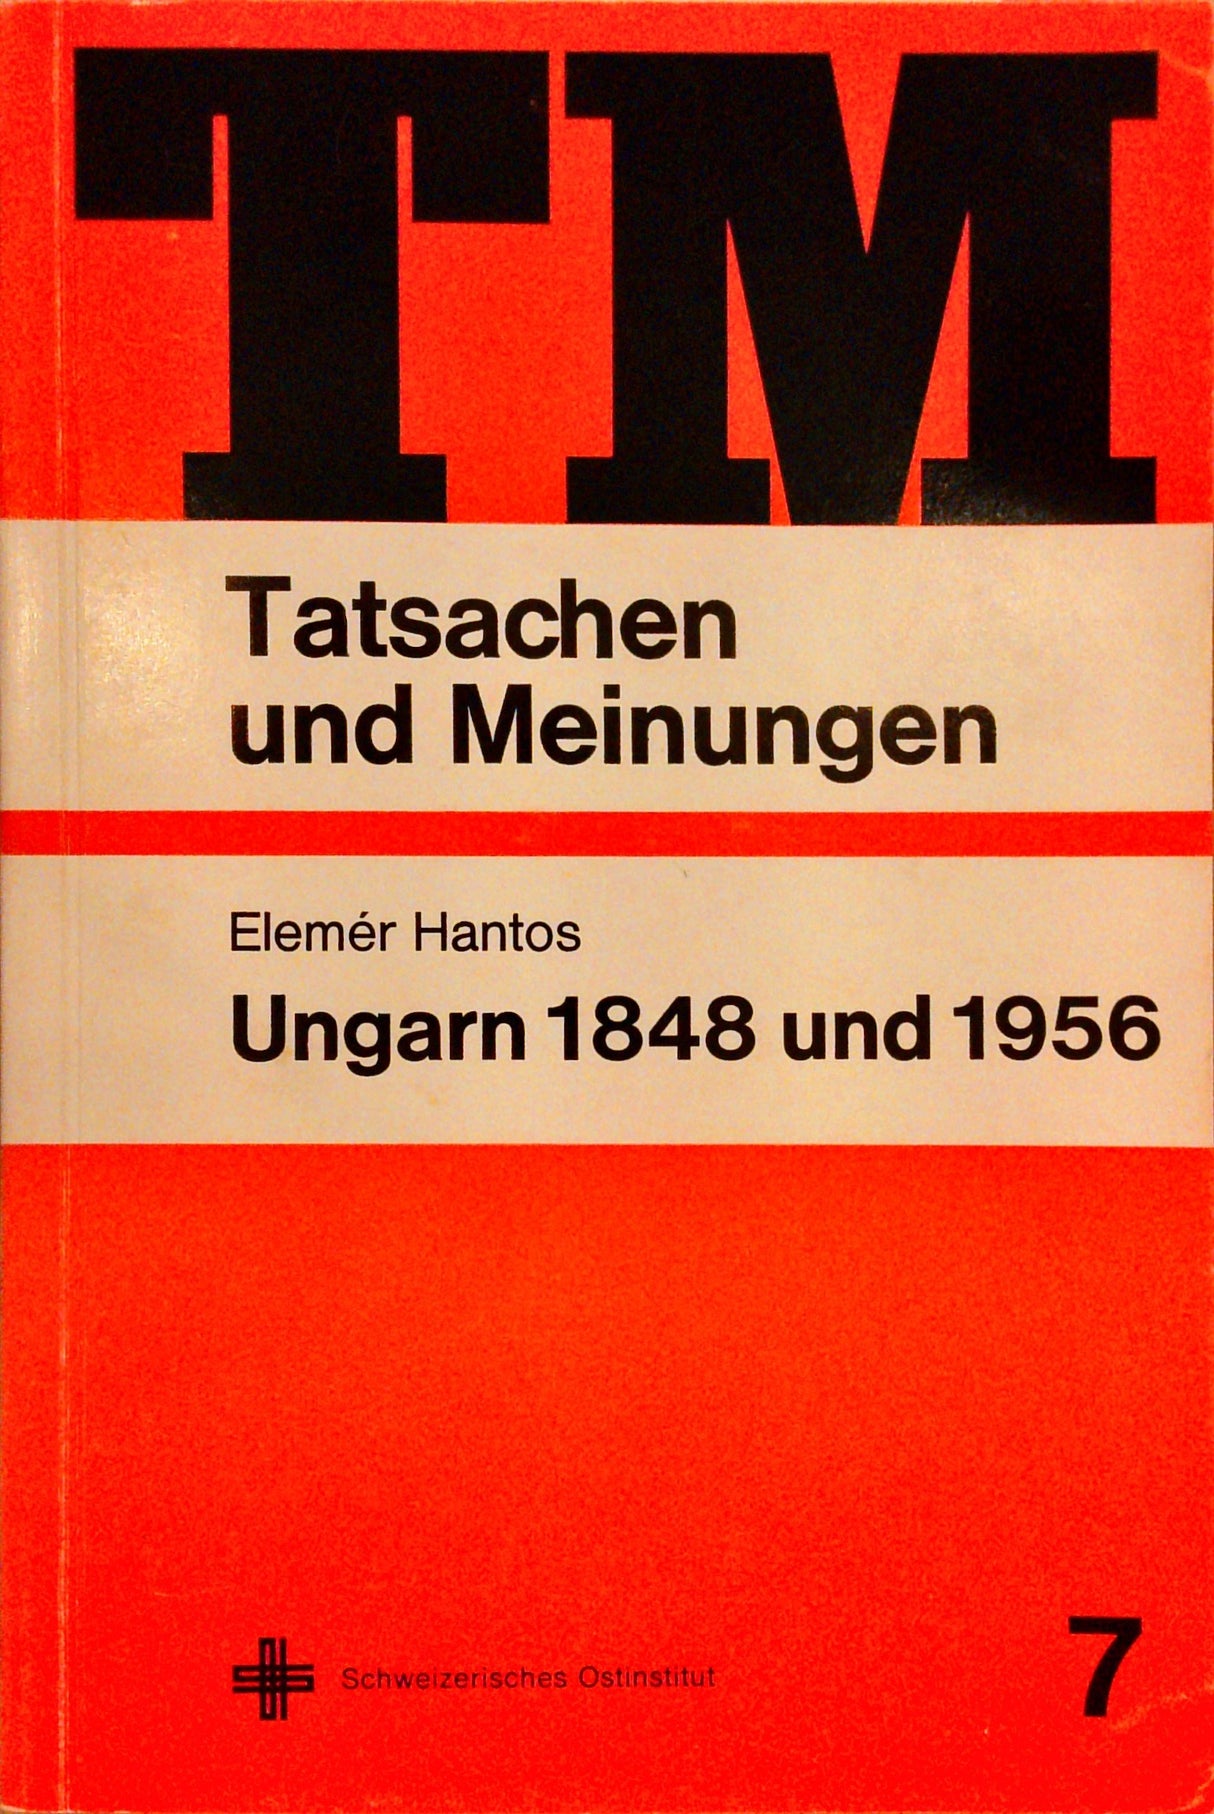 TM
Tatsachen
und Meinungen
Elemér Hantos
Ungarn 1848 und 1956
Schweizerisches Ostinstitut
7